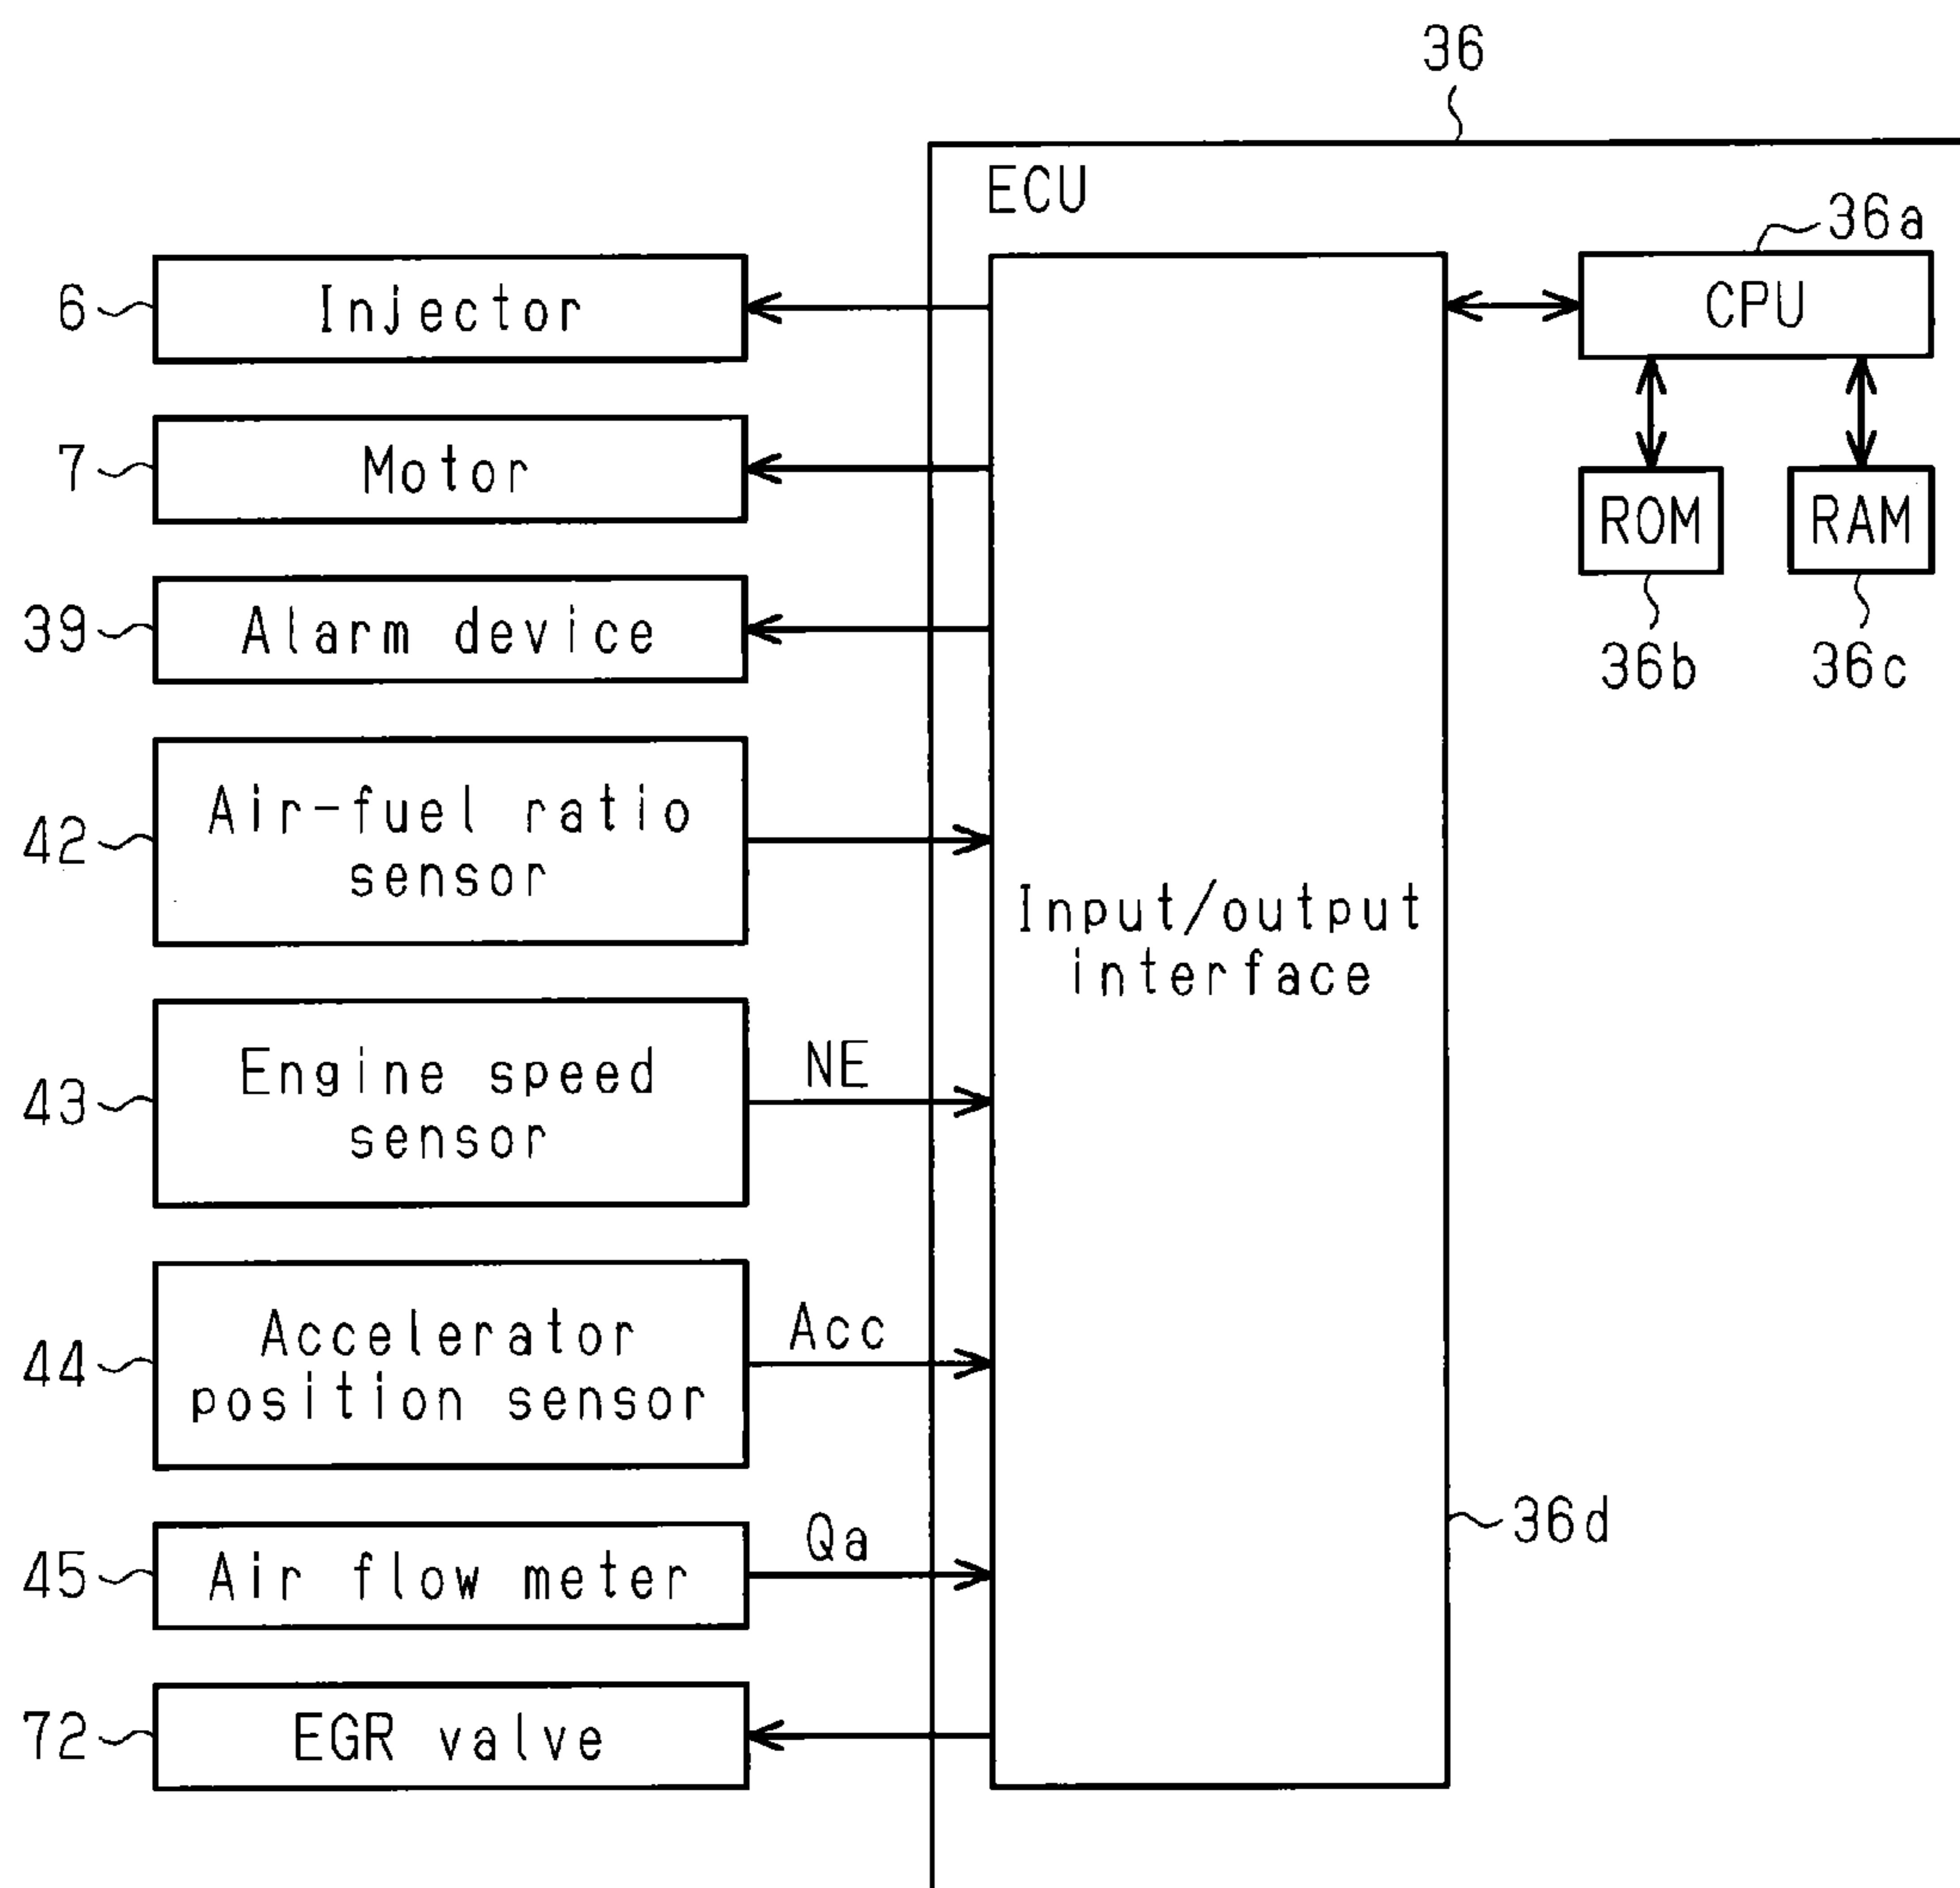 36
ECU
36a
CPU
ROM
RAM
36b
36c
6
Injector
7
Motor
39
Alarm device
42
Air-fuel ratio
sensor
Input/output
interface
43
Engine speed
sensor
NE
44
Accelerator
position sensor
Acc
36d
45
Air flow meter
Qa
72
EGR valve